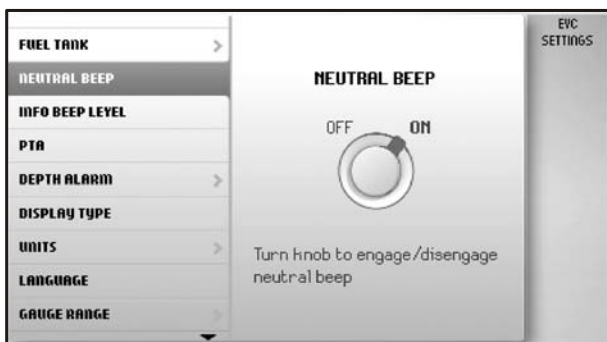 EVC
SETTINGS
FUEL TANK
NEUTRAL BEEP
INFO BEEP LEVEL
PTA
DEPTH ALARM
DISPLAY TYPE
UNITS
LANGUAGE
GAUGE RANGE
NEUTRAL BEEP
OFF ON
Turn knob to engage/disengage
neutral beep